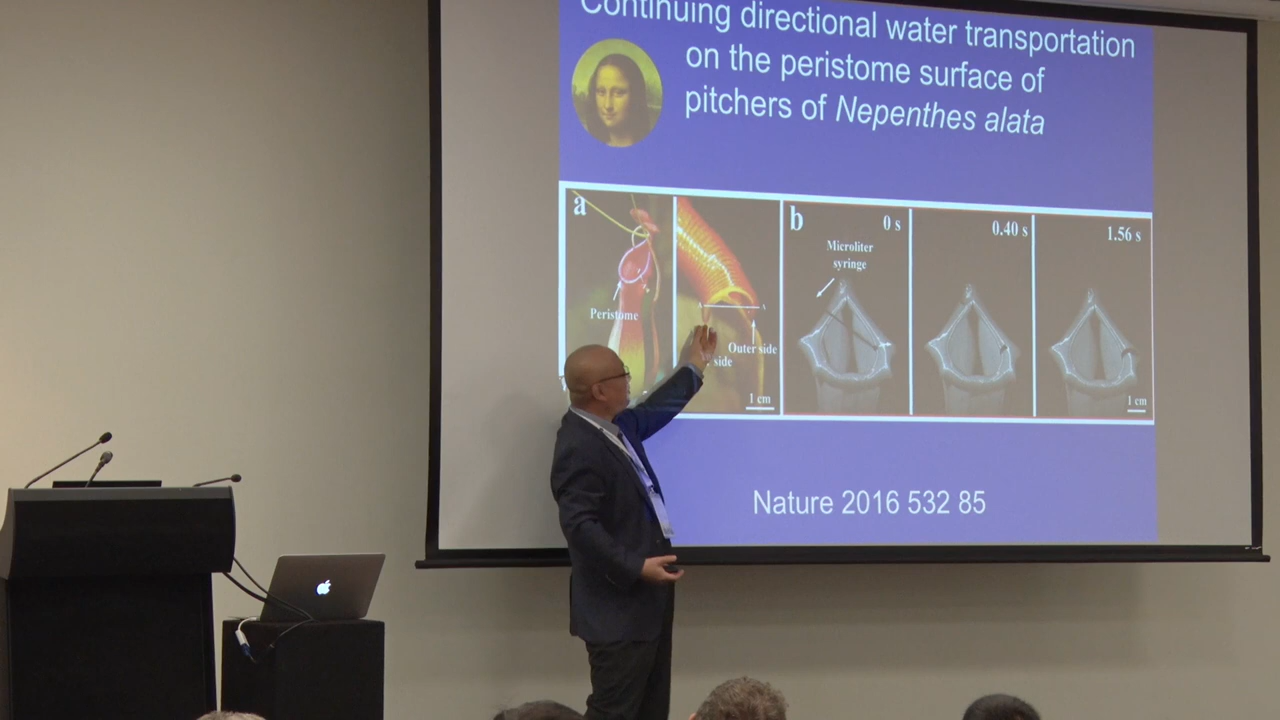 Continuing directional water transportation
on the peristome surface of
pitchers of Nepenthes alata
a
Peristome
Outer side
side
1 cm
b
0 s
Microliter
syringe
0.40 s
1.56 s
1 cm
Nature 2016 532 85